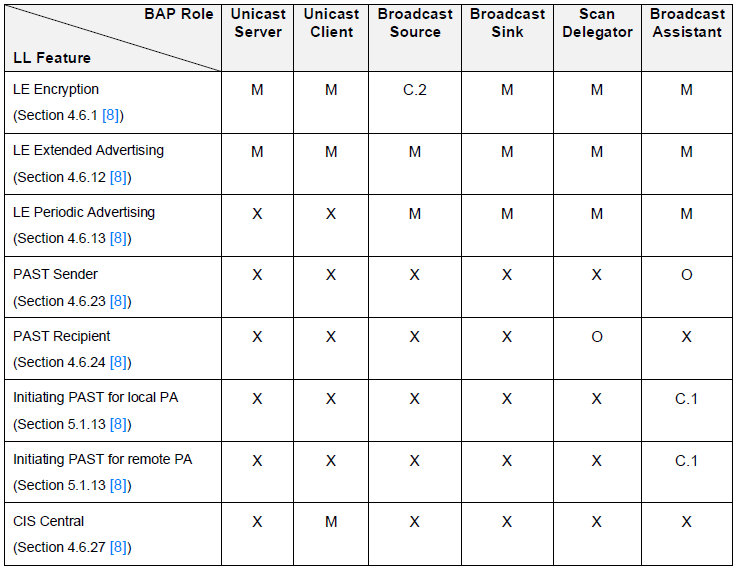 BAP Role
LL Feature
Unicast Server
Unicast Client
Broadcast Source
Broadcast Sink
Scan Delegator
Broadcast Assistant
LE Encryption
(Section 4.6.1 [8])
M M C.2 M M M
LE Extended Advertising
(Section 4.6.12 [8])
M M M M M M
LE Periodic Advertising
(Section 4.6.13 [8])
X X M M M M
PAST Sender
(Section 4.6.23 [8])
X X X X X O
PAST Recipient
(Section 4.6.24 [8])
X X X X O X
Initiating PAST for local PA
(Section 5.1.13 [8])
X X X X X C.1
Initiating PAST for remote PA
(Section 5.1.13 [8])
X X X X X C.1
CIS Central
(Section 4.6.27 [8])
X M X X X X